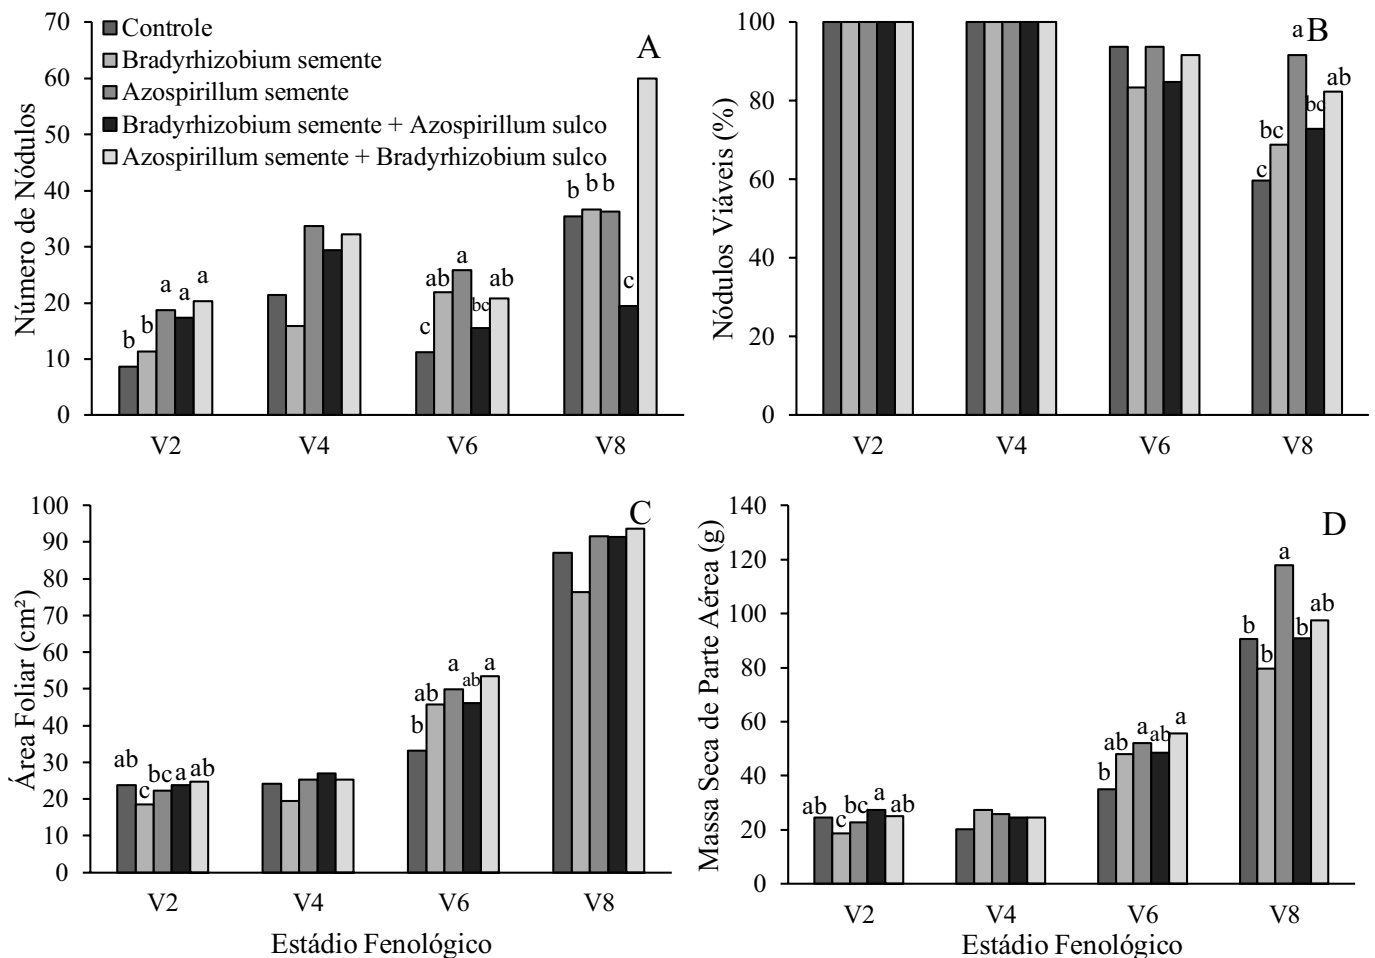 70
60
50
40
30
20
10
0
Número de Nódulos
Controle
Bradyrhizobium semente
Azospirillum semente
Bradyrhizobium semente + Azospirillum sulco
Azospirillum semente + Bradyrhizobium sulco
A
b b a a a
c ab a bc ab
b b b c
V2 V4 V6 V8
100
80
60
40
20
0
Nódulos Viáveis (%)
B
c bc a bc ab
V2 V4 V6 V8
100
90
80
70
60
50
40
30
20
10
0
Área Foliar (cm²)
C
ab c bc a ab
b ab a ab a
V2 V4 V6 V8
Estádio Fenológico
140
120
100
80
60
40
20
0
Massa Seca de Parte Aérea (g)
D
ab c bc a ab
b ab a ab a
b b a b ab
V2 V4 V6 V8
Estádio Fenológico